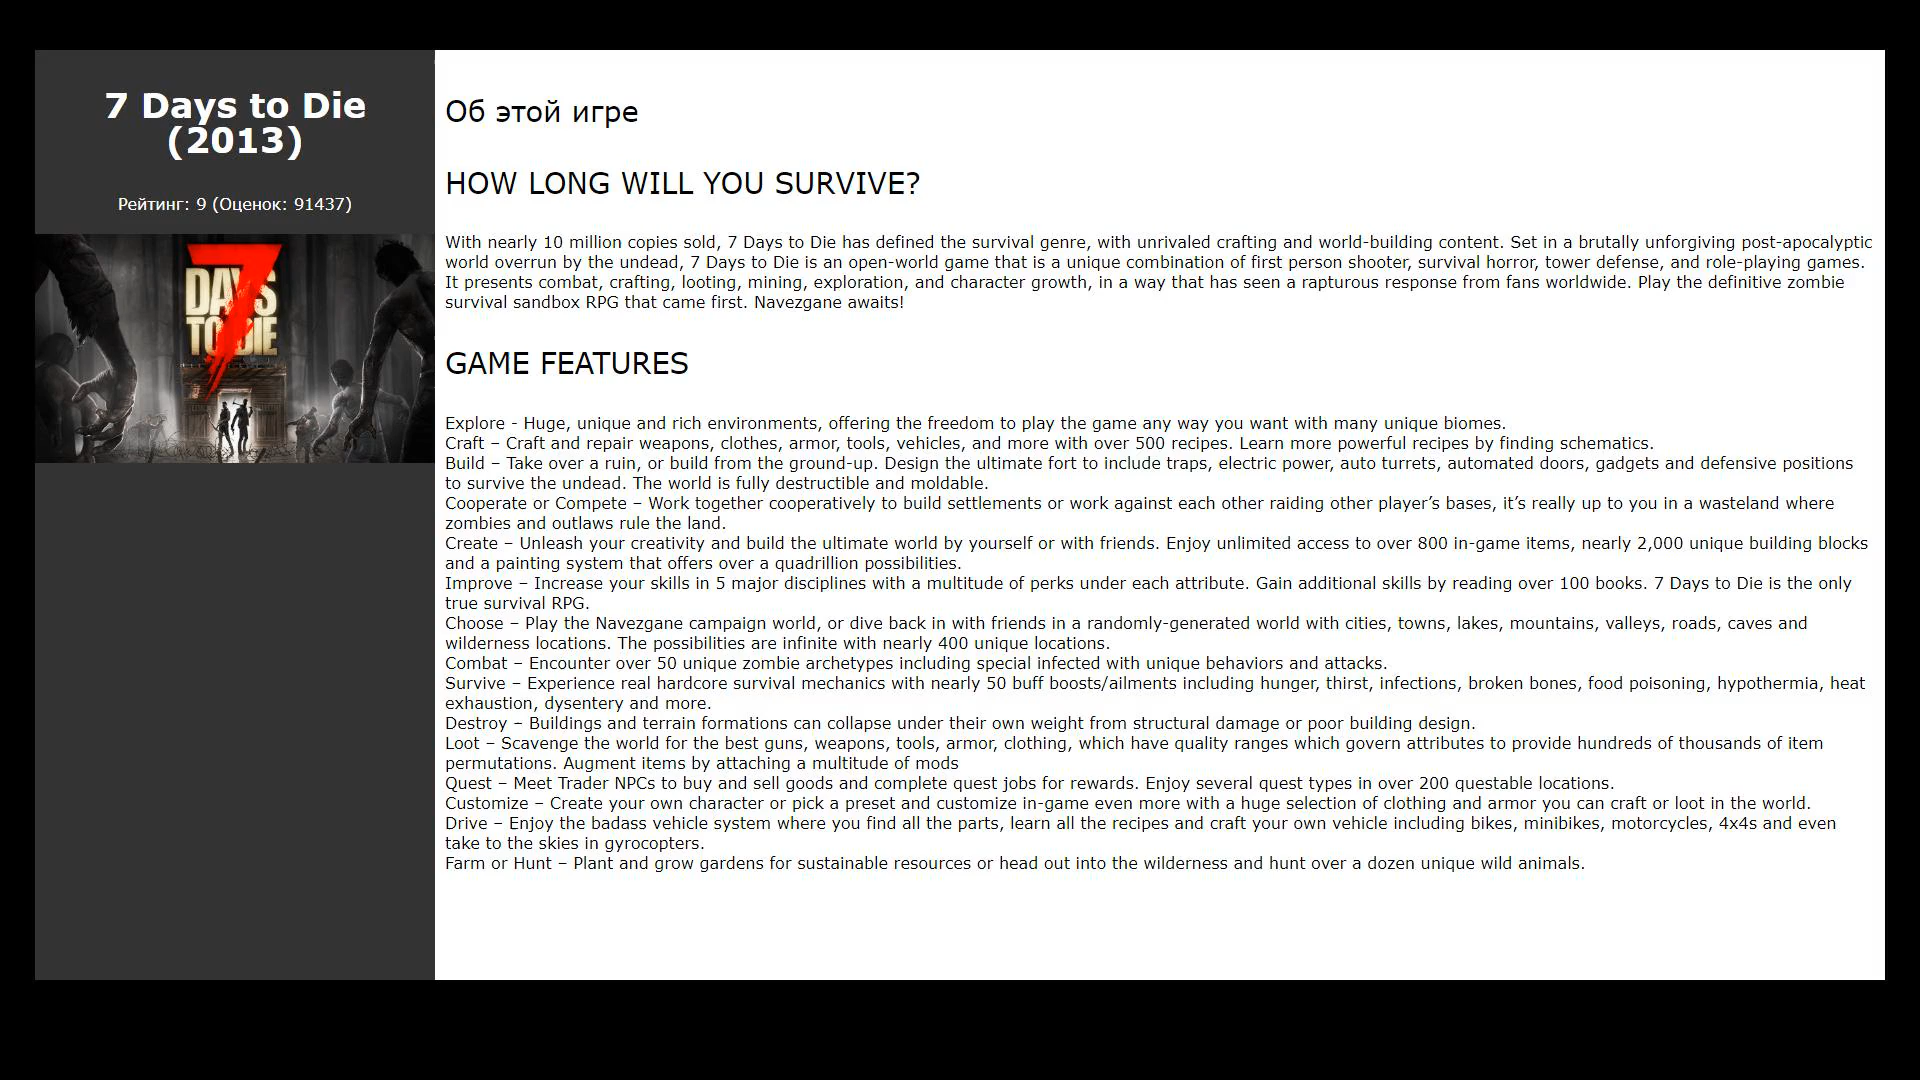 7 Days to Die
(2013)
Рейтинг: 9 (Оценок: 91437)
7
DAYS
TO DIE
Об этой игре
HOW LONG WILL YOU SURVIVE?
With nearly 10 million copies sold, 7 Days to Die has defined the survival genre, with unrivaled crafting and world-building content. Set in a brutally unforgiving post-apocalyptic
world overrun by the undead, 7 Days to Die is an open-world game that is a unique combination of first person shooter, survival horror, tower defense, and role-playing games.
It presents combat, crafting, looting, mining, exploration, and character growth, in a way that has seen a rapturous response from fans worldwide. Play the definitive zombie
survival sandbox RPG that came first. Navezgane awaits!
GAME FEATURES
Explore - Huge, unique and rich environments, offering the freedom to play the game any way you want with many unique biomes.
Craft – Craft and repair weapons, clothes, armor, tools, vehicles, and more with over 500 recipes. Learn more powerful recipes by finding schematics.
Build – Take over a ruin, or build from the ground-up. Design the ultimate fort to include traps, electric power, auto turrets, automated doors, gadgets and defensive positions
to survive the undead. The world is fully destructible and moldable.
Cooperate or Compete – Work together cooperatively to build settlements or work against each other raiding other player’s bases, it’s really up to you in a wasteland where
zombies and outlaws rule the land.
Create – Unleash your creativity and build the ultimate world by yourself or with friends. Enjoy unlimited access to over 800 in-game items, nearly 2,000 unique building blocks
and a painting system that offers over a quadrillion possibilities.
Improve – Increase your skills in 5 major disciplines with a multitude of perks under each attribute. Gain additional skills by reading over 100 books. 7 Days to Die is the only
true survival RPG.
Choose – Play the Navezgane campaign world, or dive back in with friends in a randomly-generated world with cities, towns, lakes, mountains, valleys, roads, caves and
wilderness locations. The possibilities are infinite with nearly 400 unique locations.
Combat – Encounter over 50 unique zombie archetypes including special infected with unique behaviors and attacks.
Survive – Experience real hardcore survival mechanics with nearly 50 buff boosts/ailments including hunger, thirst, infections, broken bones, food poisoning, hypothermia, heat
exhaustion, dysentery and more.
Destroy – Buildings and terrain formations can collapse under their own weight from structural damage or poor building design.
Loot – Scavenge the world for the best guns, weapons, tools, armor, clothing, which have quality ranges which govern attributes to provide hundreds of thousands of item
permutations. Augment items by attaching a multitude of mods
Quest – Meet Trader NPCs to buy and sell goods and complete quest jobs for rewards. Enjoy several quest types in over 200 questable locations.
Customize – Create your own character or pick a preset and customize in-game even more with a huge selection of clothing and armor you can craft or loot in the world.
Drive – Enjoy the badass vehicle system where you find all the parts, learn all the recipes and craft your own vehicle including bikes, minibikes, motorcycles, 4x4s and even
take to the skies in gyrocopters.
Farm or Hunt – Plant and grow gardens for sustainable resources or head out into the wilderness and hunt over a dozen unique wild animals.